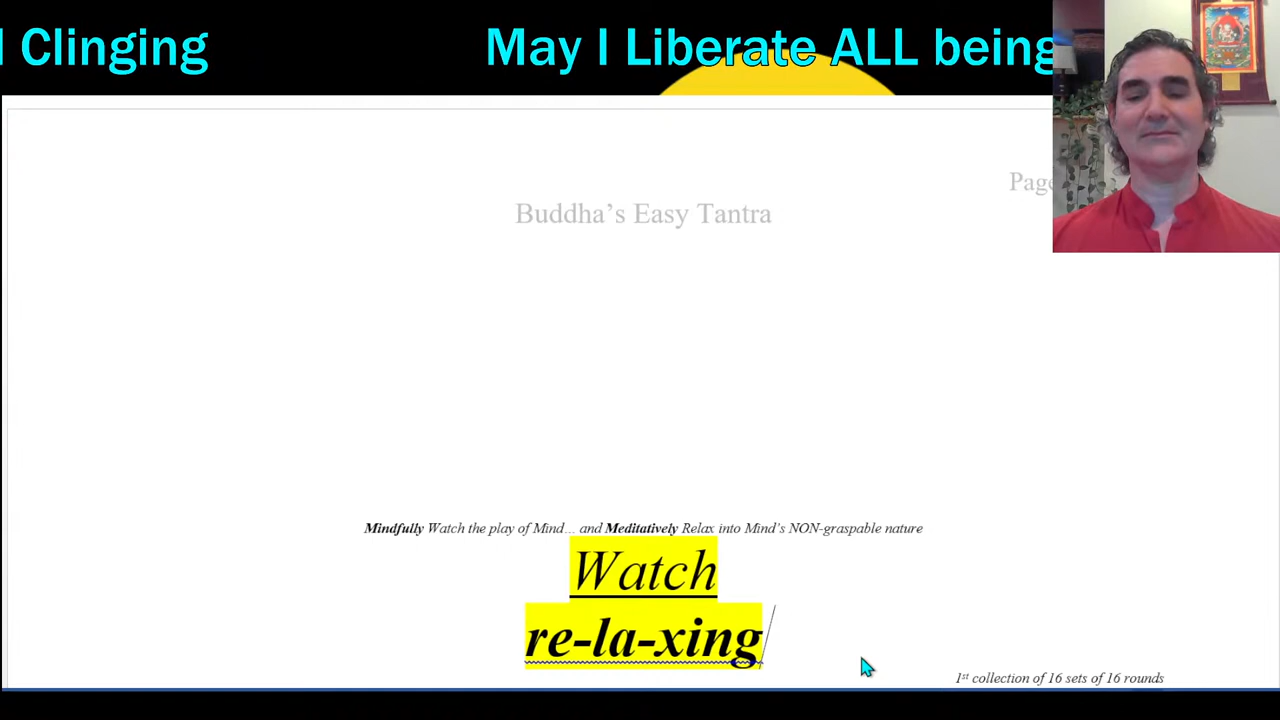 Clinging May I Liberate ALL being
Page
Buddha’s Easy Tantra
Mindfully Watch the play of Mind… and Meditatively Relax into Mind’s NON-graspable nature
Watch
re-la-xing
1st collection of 16 sets of 16 rounds